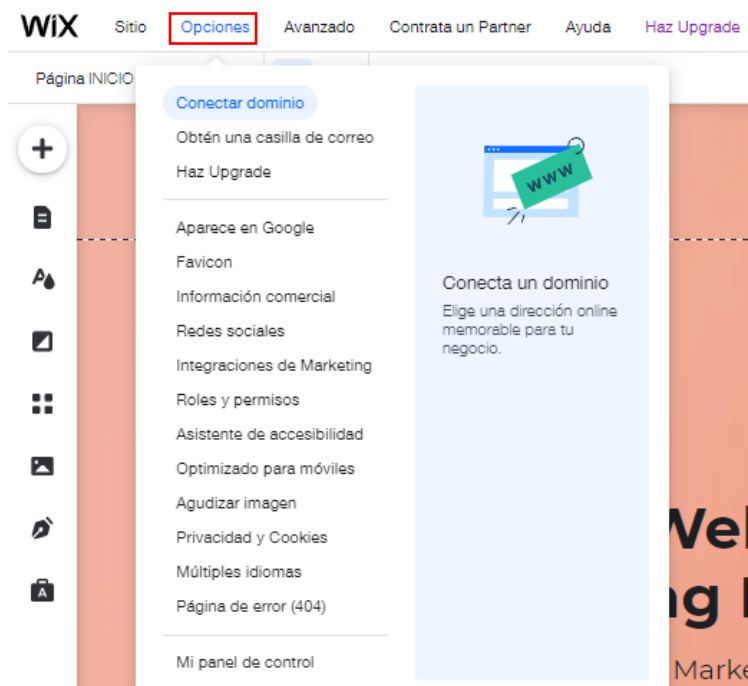 WiX Sitio Opciones Avanzado Contrata un Partner Ayuda Haz Upgrade
Página INICIO
Conectar dominio
Obtén una casilla de correo
Haz Upgrade
Aparece en Google
Favicon
Información comercial
Redes sociales
Integraciones de Marketing
Roles y permisos
Asistente de accesibilidad
Optimizado para móviles
Agudizar imagen
Privacidad y Cookies
Múltiples idiomas
Página de error (404)
Mi panel de control
WWW
Conecta un dominio
Elige una dirección online
memorable para tu
negocio.
A
A